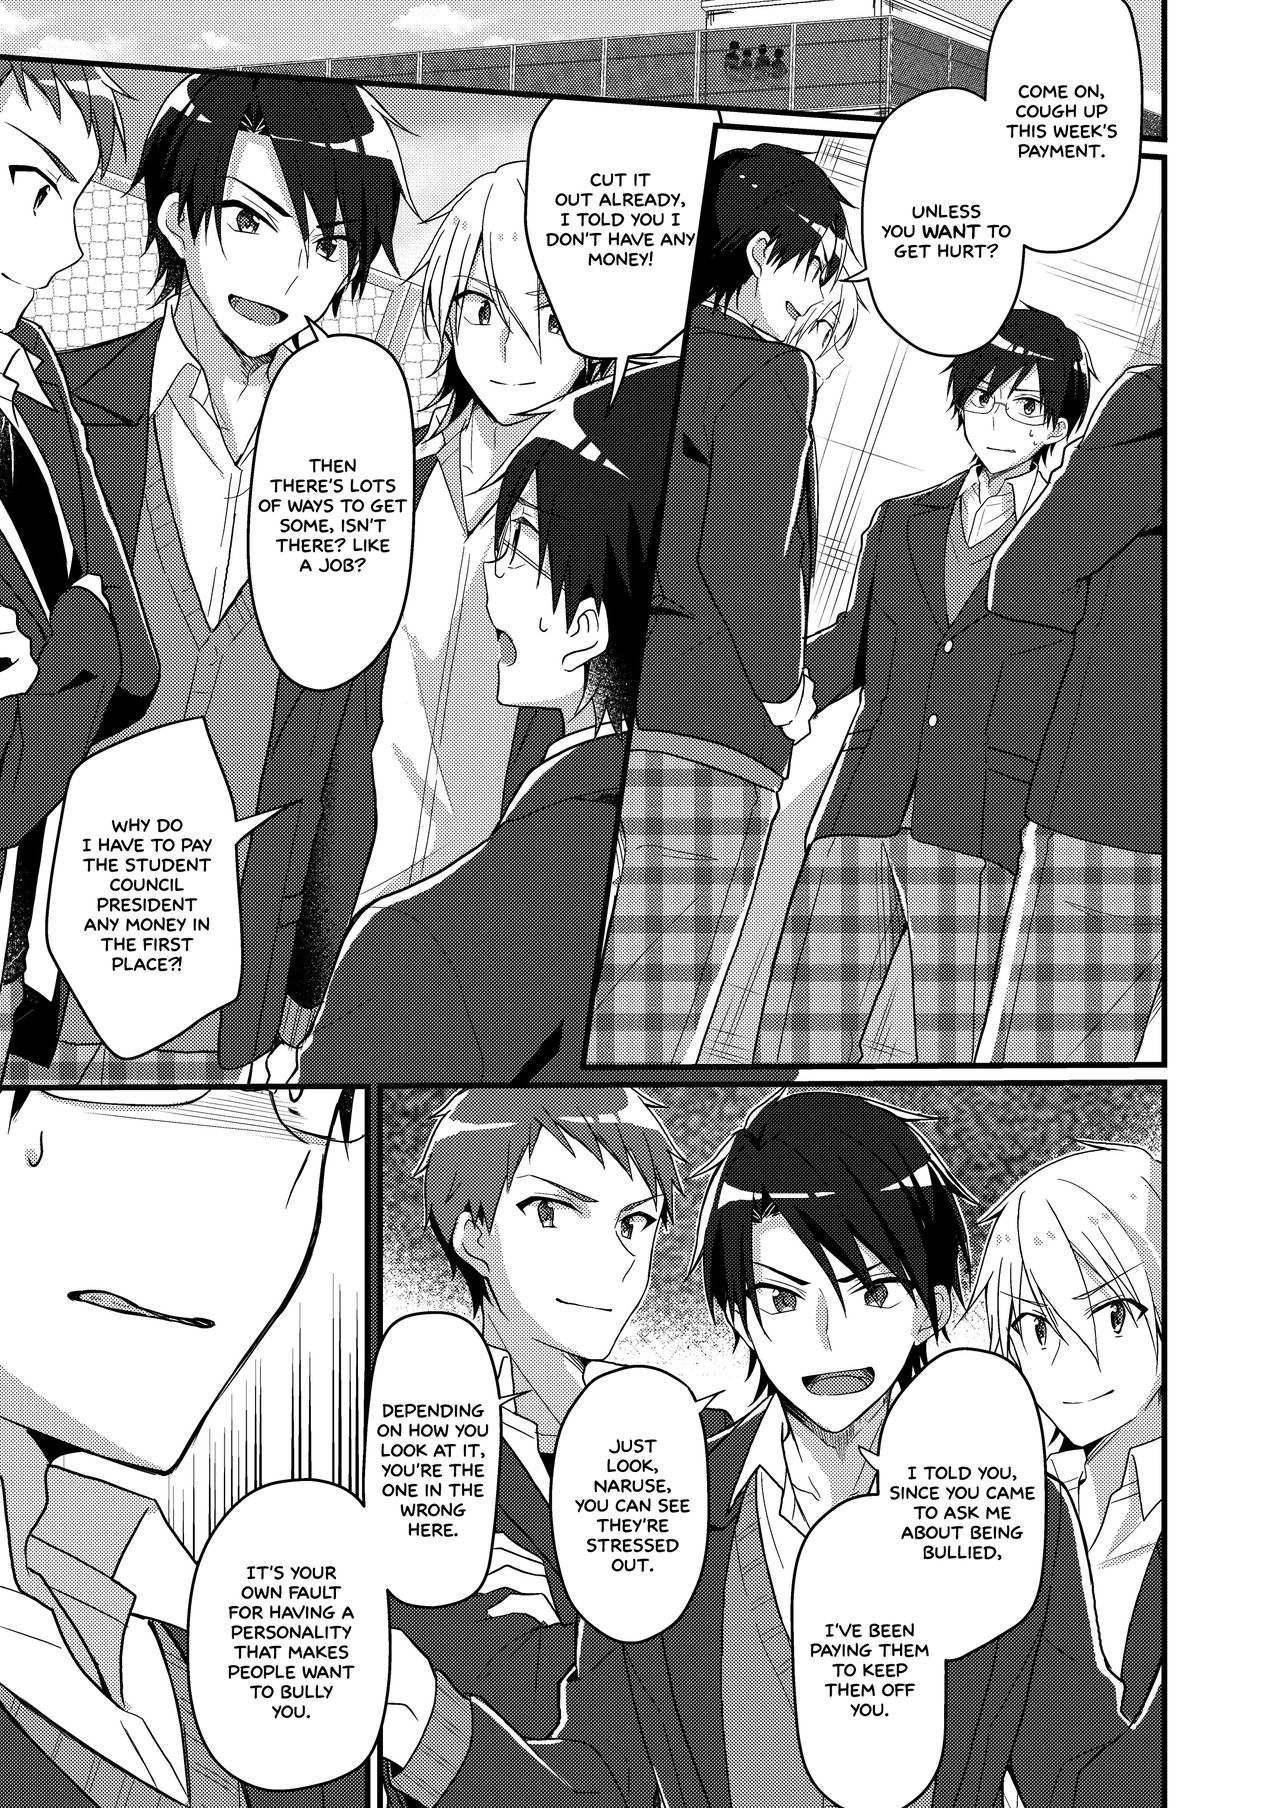 COME ON,
COUGH UP
THIS WEEK'S
PAYMENT.
UNLESS
YOU WANT TO
GET HURT?
CUT IT
OUT ALREADY,
I TOLD YOU I
DON'T HAVE ANY
MONEY!
THEN
THERE'S LOTS
OF WAYS TO GET
SOME, ISN'T
THERE? LIKE
A JOB?
WHY DO
I HAVE TO PAY
THE STUDENT
COUNCIL
PRESIDENT
ANY MONEY IN
THE FIRST
PLACE?!
I TOLD YOU,
SINCE YOU CAME
TO ASK ME
ABOUT BEING
BULLIED,
I'VE BEEN
PAYING THEM
TO KEEP
THEM OFF
YOU.
JUST
LOOK,
NARUSE,
YOU CAN SEE
THEY'RE
STRESSED
OUT.
DEPENDING
ON HOW YOU
LOOK AT IT,
YOU'RE THE
ONE IN THE
WRONG
HERE.
IT'S YOUR
OWN FAULT
FOR HAVING A
PERSONALITY
THAT MAKES
PEOPLE WANT
TO BULLY
YOU.